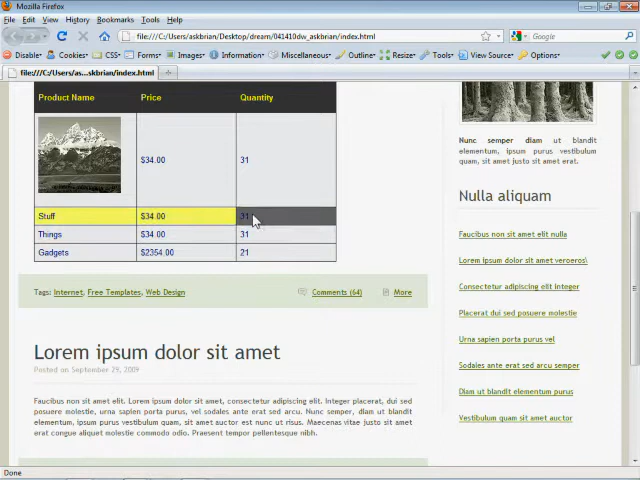 Mozilla Firefox
File Edit View History Bookmarks Tools Help
CSS file:///C:/Users/askbrian/Desktop/dream/041410dw_askbrian/index.html Google
Disable Cookies CSS Forms Images Information Miscellaneous Outline Resize Tools View Source Options
file:///C:/Users/as...skbrian/index.html
Product Name Price Quantity
$34.00 31
Stuff $34.00 31
Things $34.00 31
Gadgets $2354.00 21
Tags: Internet, Free Templates, Web Design Comments (64) More
Lorem ipsum dolor sit amet
Posted on September 29, 2009
Faucibus non sit amet elit. Lorem ipsum dolor sit amet, consectetur adipiscing elit. Integer placerat, dui sed
posuere molestie, urna sapien porta purus, vel sodales ante erat sed arcu. Nunc semper diam ut ipsum
elementum, ipsum purus vestibulum sem, sit amet auctor est nunc ut risus. Lorem ipsum dolor sit amet erat
erat congue aliquet molestie commodo odio. Praesent tempor pellentesque nibh.
Nunc semper diam ut blandit
elementum, ipsum purus vestibulum
sem, sit amet justo sit amet erat.
Nulla aliquam
Faucibus non sit amet elit nulla
Lorem ipsum dolor sit amet veroeros\
Consectetur adipiscing elit integer
Placerat dui sed posuere molestie
Urna sapien porta purus vel
Sodales ante erat sed arcu semper
Diam ut blandit elementum purus
Vestibulum quam sit amet auctor
Done